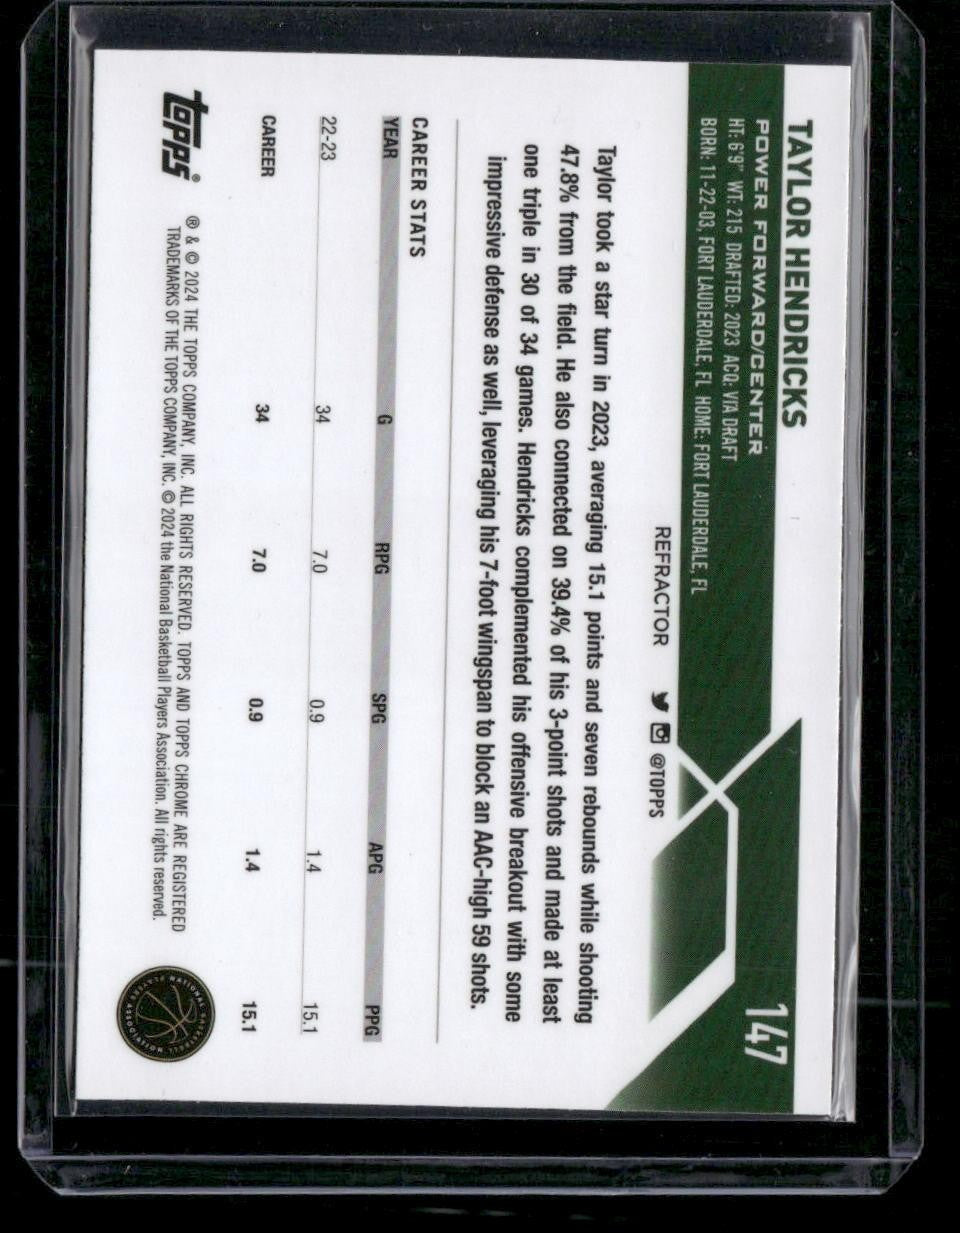 TAYLOR HENDRICKS
POWER FORWARD/CENTER
HT: 6'9" WT: 215 DRAFTED: 2023 ACQ: VIA DRAFT
BORN: 11-22-03, FORT LAUDERDALE, FL HOME: FORT LAUDERDALE, FL
147
REFRACTOR @TOPPS
Taylor took a star turn in 2023, averaging 15.1 points and seven rebounds while shooting
47.8% from the field. He also connected on 39.4% of his 3-point shots and made at least
one triple in 30 of 34 games. Hendricks complemented his offensive breakout with some
impressive defense as well, leveraging his 7-foot wingspan to block an AAC-high 59 shots.
CAREER STATS
YEAR G RPG SPG APG PPG
22-23 34 7.0 0.9 1.4 15.1
CAREER 34 7.0 0.9 1.4 15.1
topps®
® & © 2024 THE TOPPS COMPANY, INC. ALL RIGHTS RESERVED. TOPPS AND TOPPS CHROME ARE REGISTERED
TRADEMARKS OF THE TOPPS COMPANY, INC. © 2024 the National Basketball Players Association. All rights reserved.
NATIONAL BASKETBALL PLAYERS ASSOCIATION